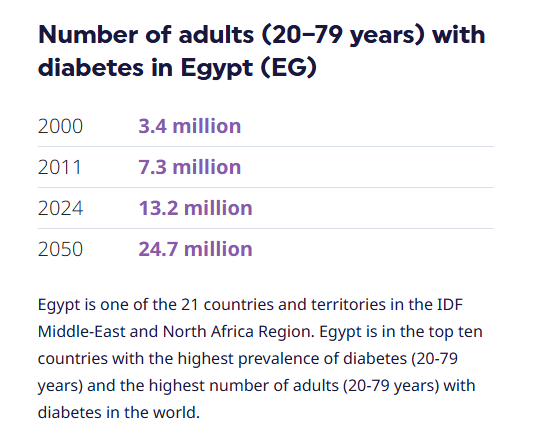 Number of adults (20–79 years) with
diabetes in Egypt (EG)
2000 3.4 million
2011 7.3 million
2024 13.2 million
2050 24.7 million
Egypt is one of the 21 countries and territories in the IDF
Middle-East and North Africa Region. Egypt is in the top ten
countries with the highest prevalence of diabetes (20-79
years) and the highest number of adults (20-79 years) with
diabetes in the world.